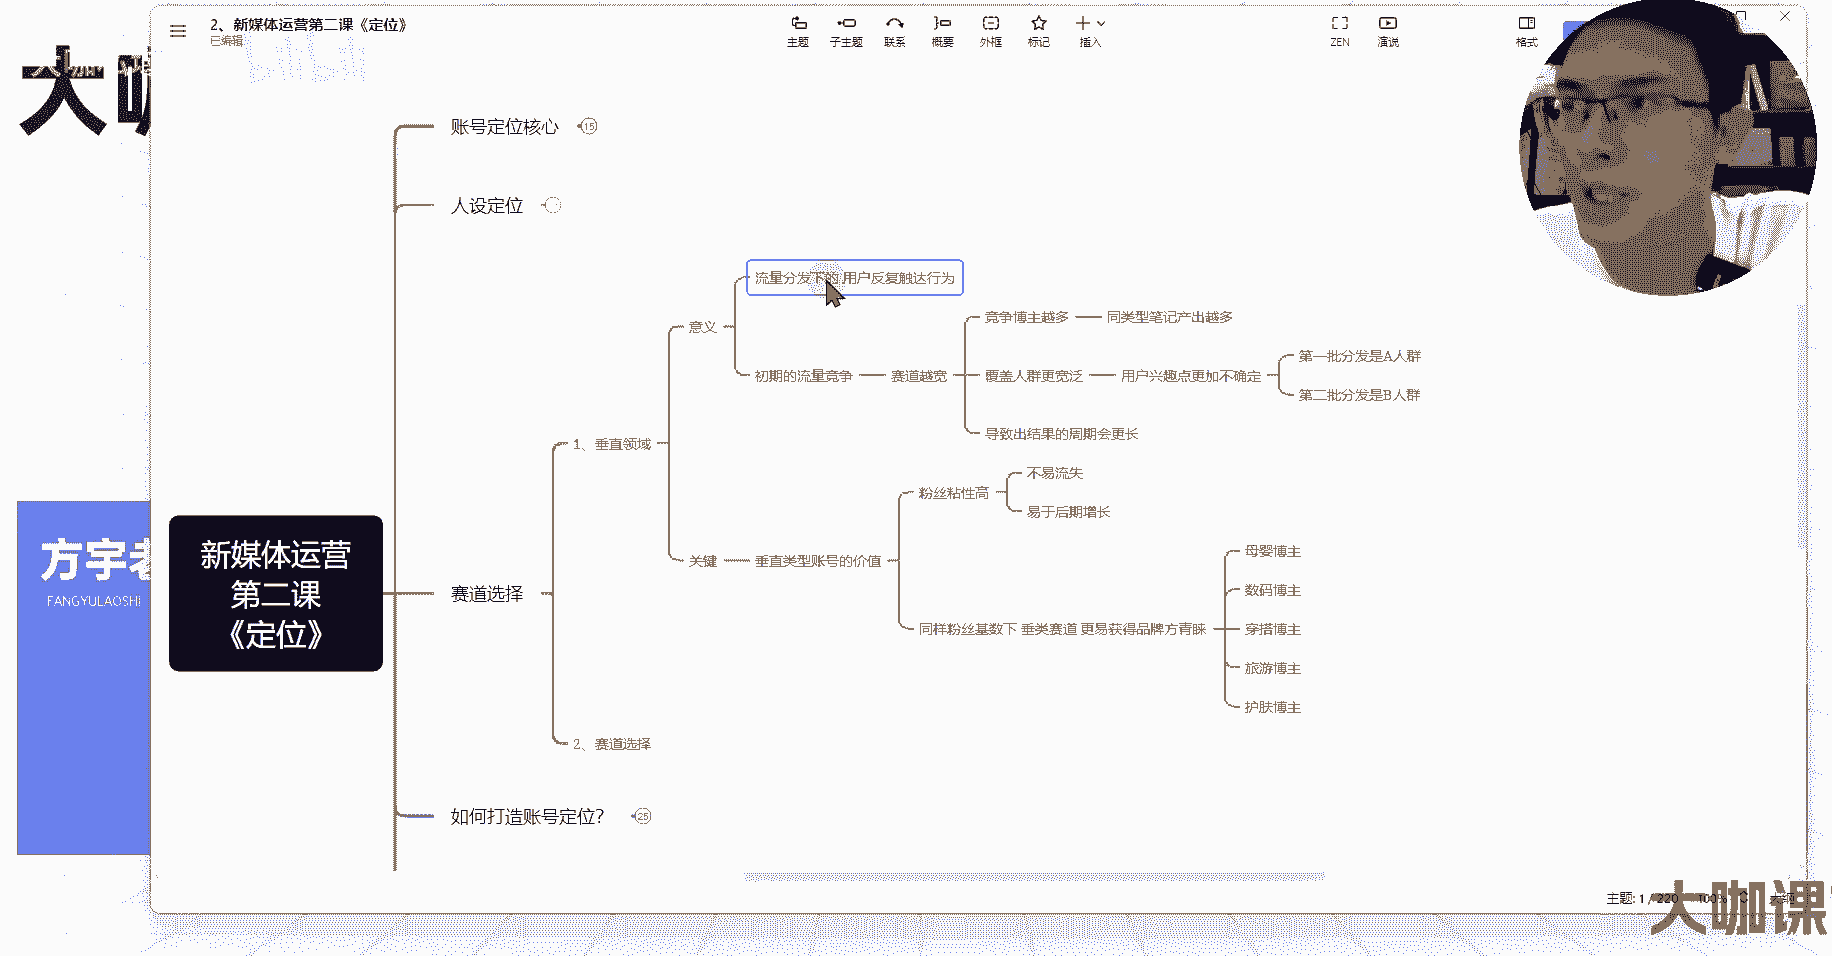 2、新媒体运营第二课《定位》
已编辑
主题
子主题
联系
概要
外框
标记
插入
ZEN
演说
格式
bilibili
大咖
账号定位核心
15
人设定位
流量分发下的 用户反复触达行为
意义
竞争博主越多
同类型笔记产出越多
初期的流量竞争
赛道越宽
覆盖人群更宽泛
用户兴趣点更加不确定
第一批分发是A人群
第二批分发是B人群
导致出结果的周期会更长
1、垂直领域
粉丝粘性高
不易流失
易于后期增长
关键
垂直类型账号的价值
同样粉丝基数下 垂类赛道 更易获得品牌方青睐
母婴博主
数码博主
穿搭博主
旅游博主
护肤博主
新媒体运营
第二课
《定位》
赛道选择
2、赛道选择
方宇老
FANGYULAOSHI
如何打造账号定位？
25
主题: 1 / 220
100%
大纲
大咖课